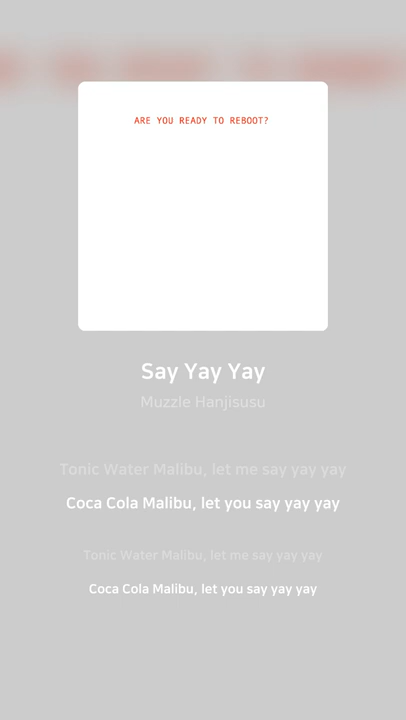 ARE YOU READY TO REBOOT?
Say Yay Yay
Muzzle Hanjisusu
Tonic Water Malibu, let me say yay yay
Coca Cola Malibu, let you say yay yay
Tonic Water Malibu, let me say yay yay
Coca Cola Malibu, let you say yay yay